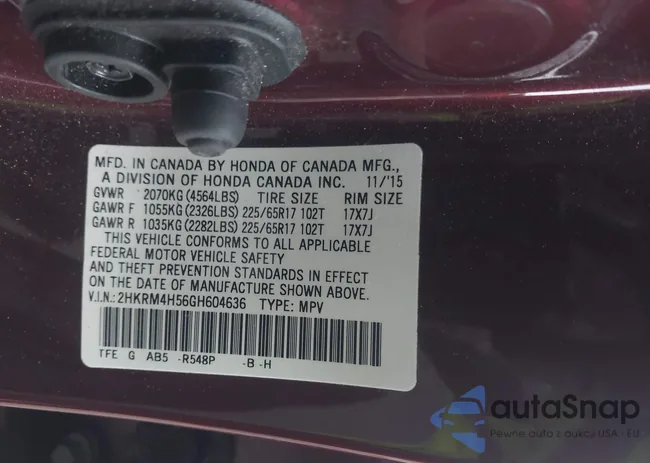 MFD. IN CANADA BY HONDA OF CANADA MFG.,
A DIVISION OF HONDA CANADA INC. 11/'15
GVWR 2070KG (4564LBS) TIRE SIZE RIM SIZE
GAWR F 1055KG (2326LBS) 225/65R17 102T 17X7J
GAWR R 1035KG (2282LBS) 225/65R17 102T 17X7J
THIS VEHICLE CONFORMS TO ALL APPLICABLE
FEDERAL MOTOR VEHICLE SAFETY
AND THEFT PREVENTION STANDARDS IN EFFECT
ON THE DATE OF MANUFACTURE SHOWN ABOVE.
V.I.N.: 2HKRM4H56GH604636 TYPE: MPV
TFE G AB5 -R548P -B -H
autaSnap
Pewne auta z aukcji USA - EU